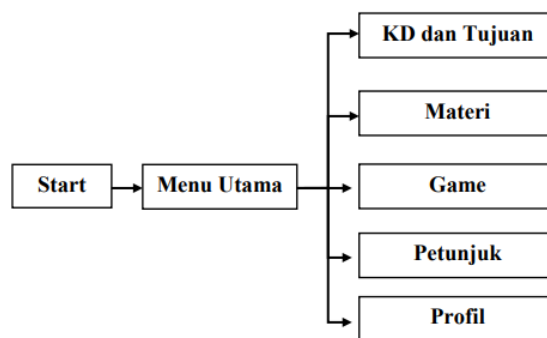 KD dan Tujuan
Materi
Start
Menu Utama
Game
Petunjuk
Profil